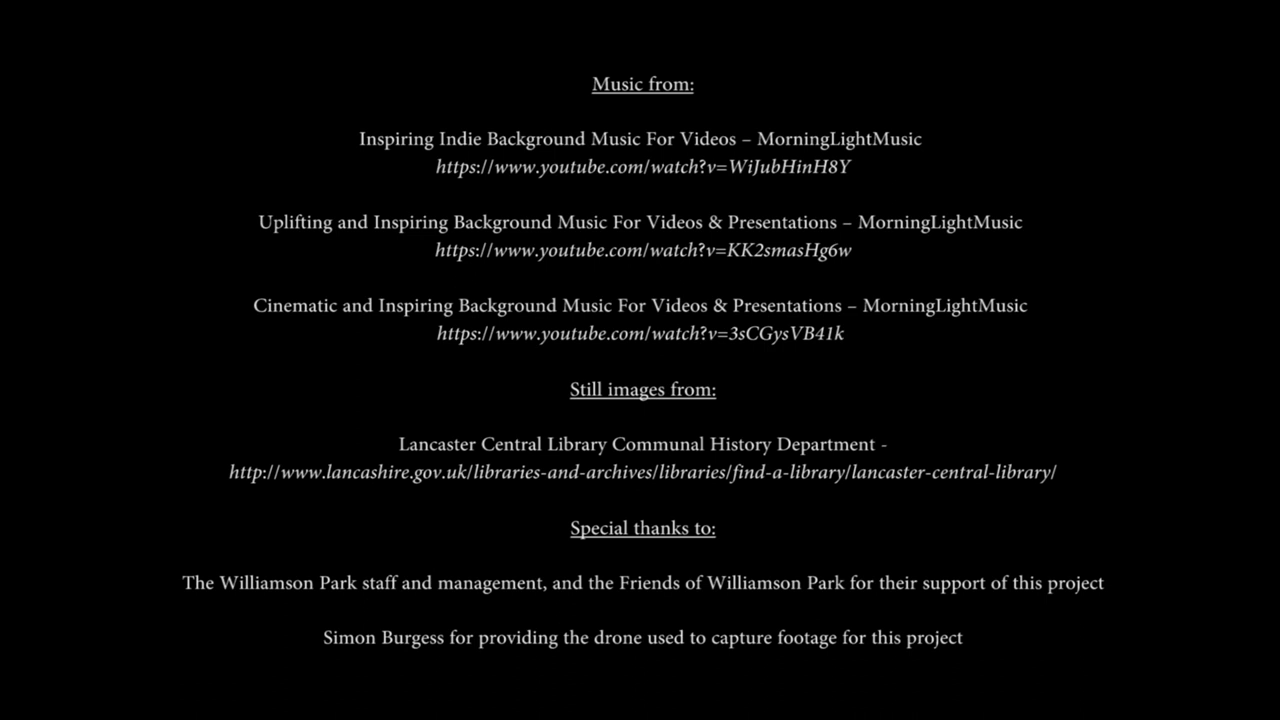 Music from:
Inspiring Indie Background Music For Videos – MorningLightMusic
https://www.youtube.com/watch?v=WiJubHinH8Y
Uplifting and Inspiring Background Music For Videos & Presentations – MorningLightMusic
https://www.youtube.com/watch?v=KK2smasHg6w
Cinematic and Inspiring Background Music For Videos & Presentations – MorningLightMusic
https://www.youtube.com/watch?v=3sCGysVB41k
Still images from:
Lancaster Central Library Communal History Department -
http://www.lancashire.gov.uk/libraries-and-archives/libraries/find-a-library/lancaster-central-library/
Special thanks to:
The Williamson Park staff and management, and the Friends of Williamson Park for their support of this project
Simon Burgess for providing the drone used to capture footage for this project